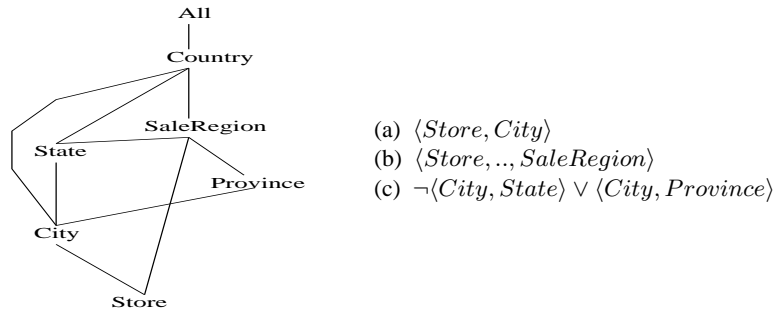 All
Country
SaleRegion
State
Province
City
Store
(a) ⟨Store, City⟩
(b) ⟨Store, .., SaleRegion⟩
(c) ¬⟨City, State⟩ ∨ ⟨City, Province⟩